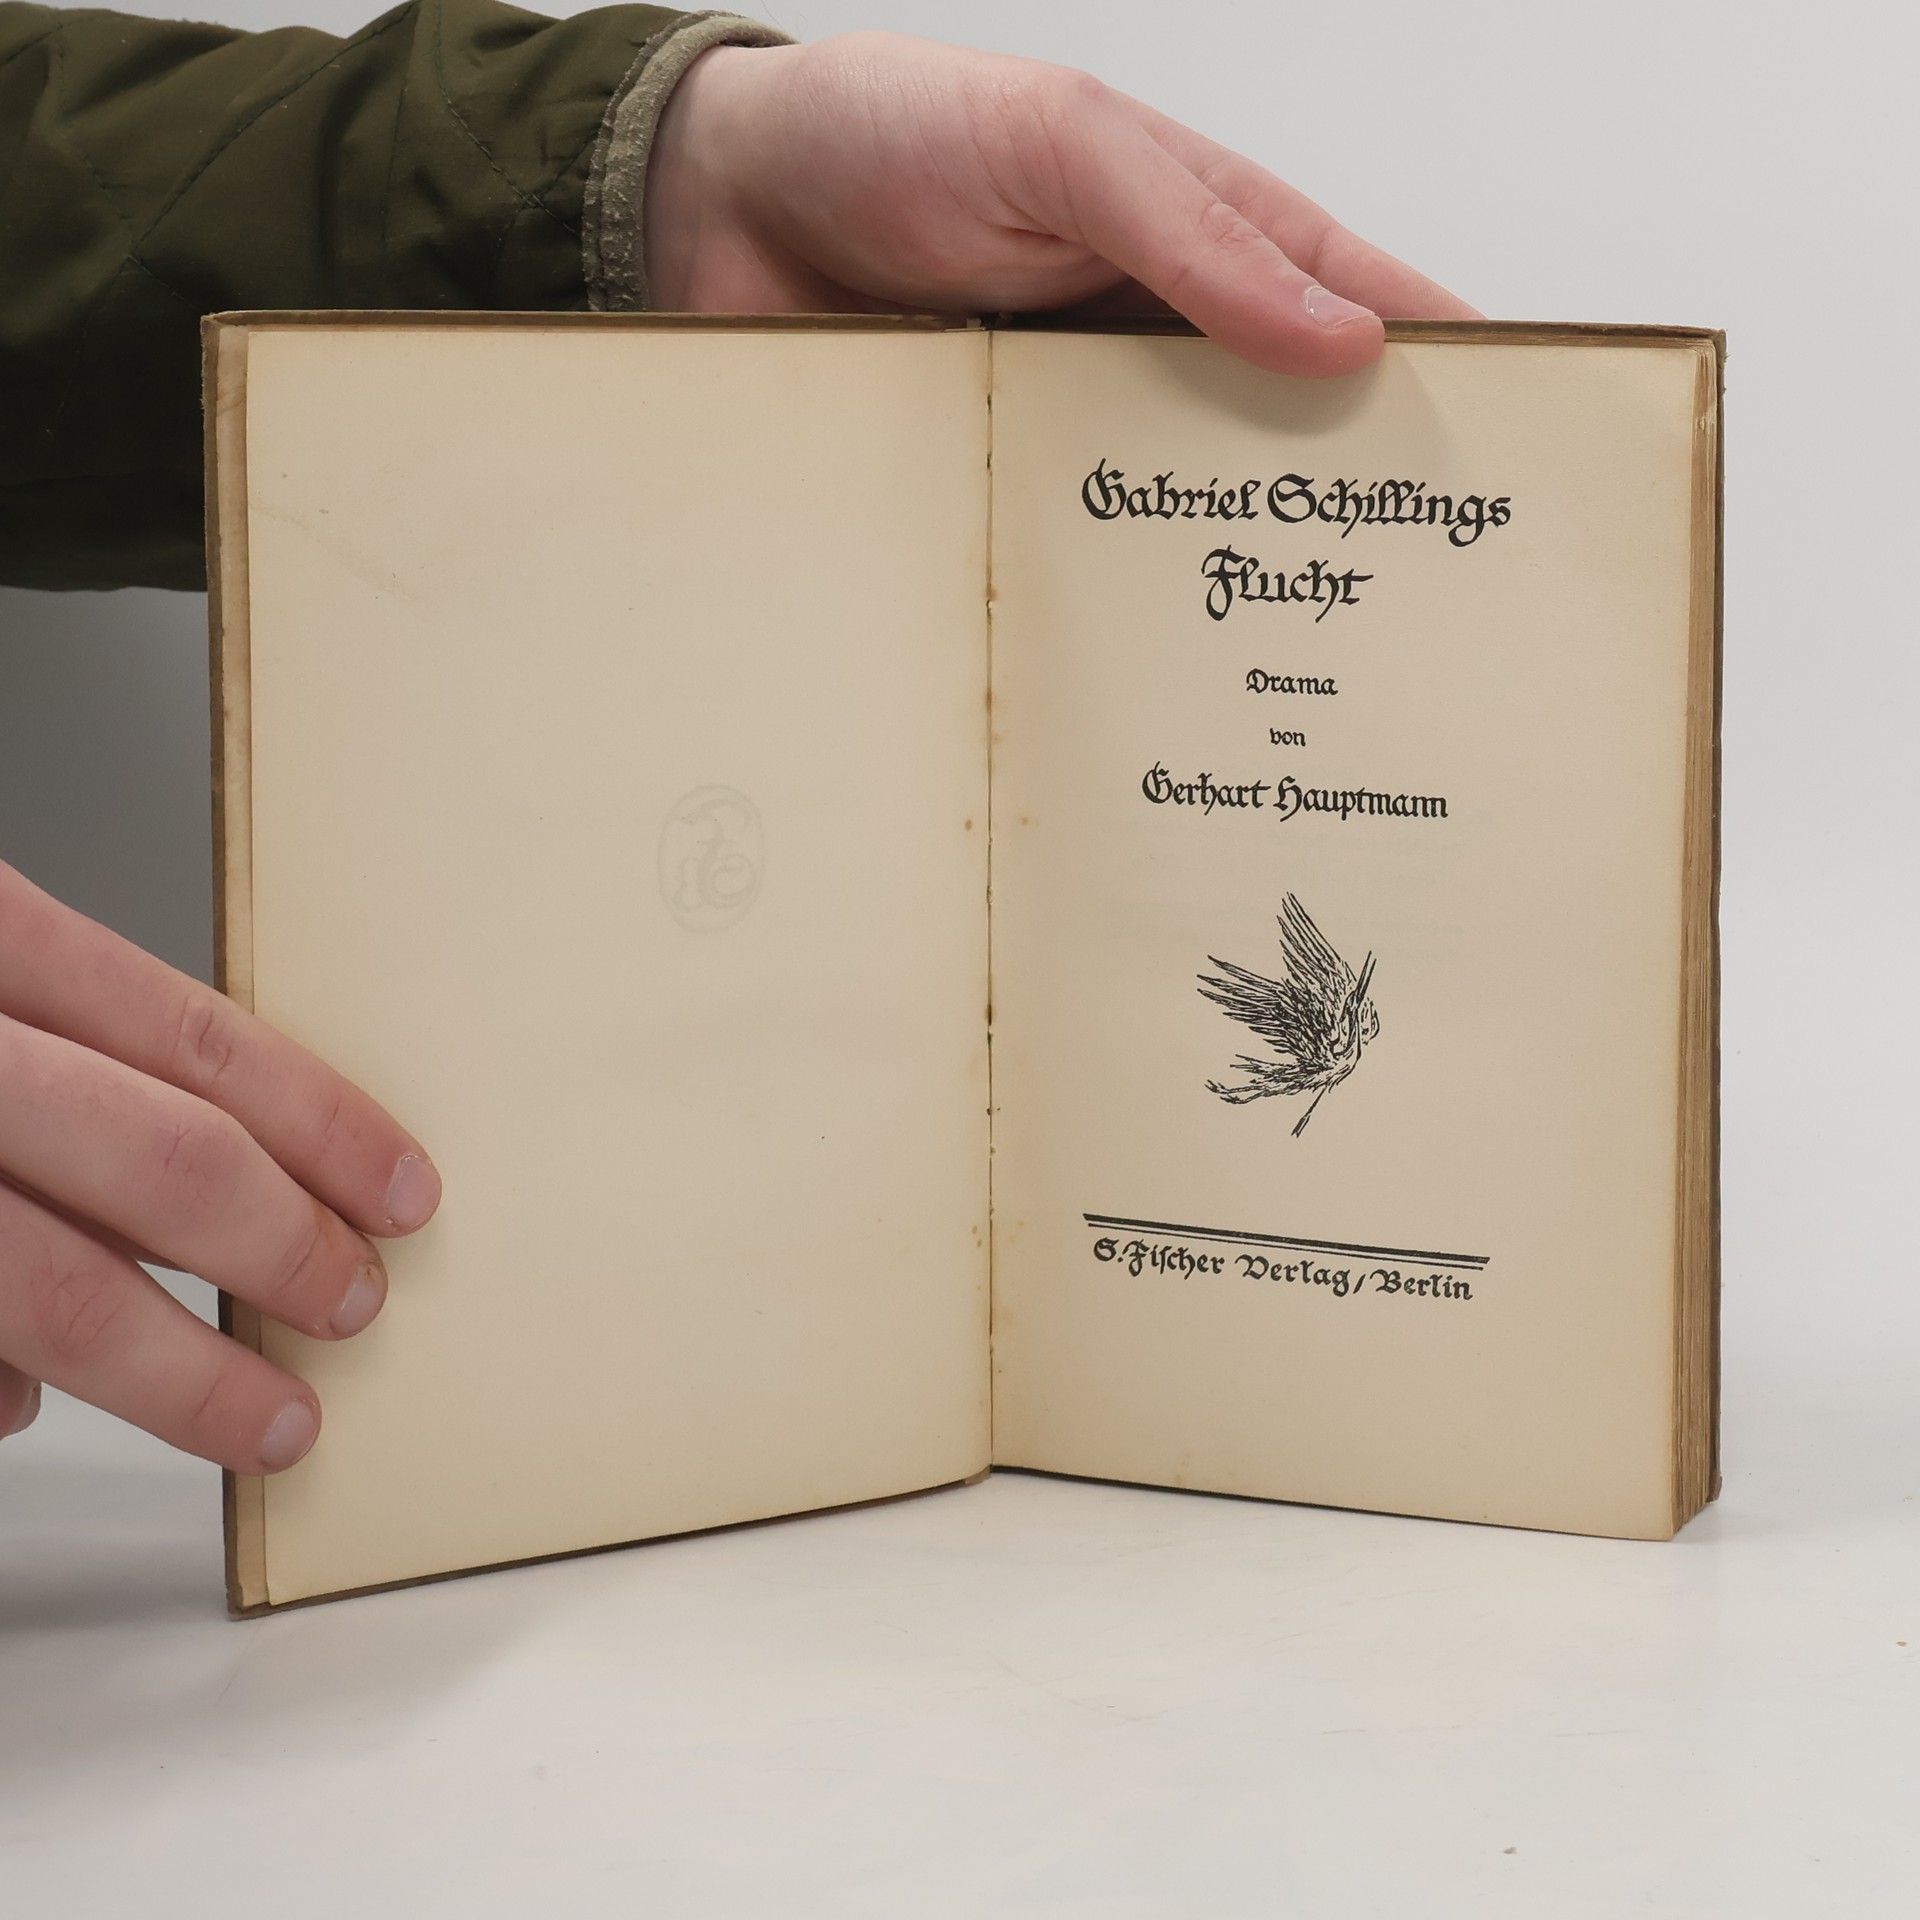 Gabriel Schillings
Flucht
Drama
von
Gerhart Hauptmann
S. Fiſcher Verlag / Berlin